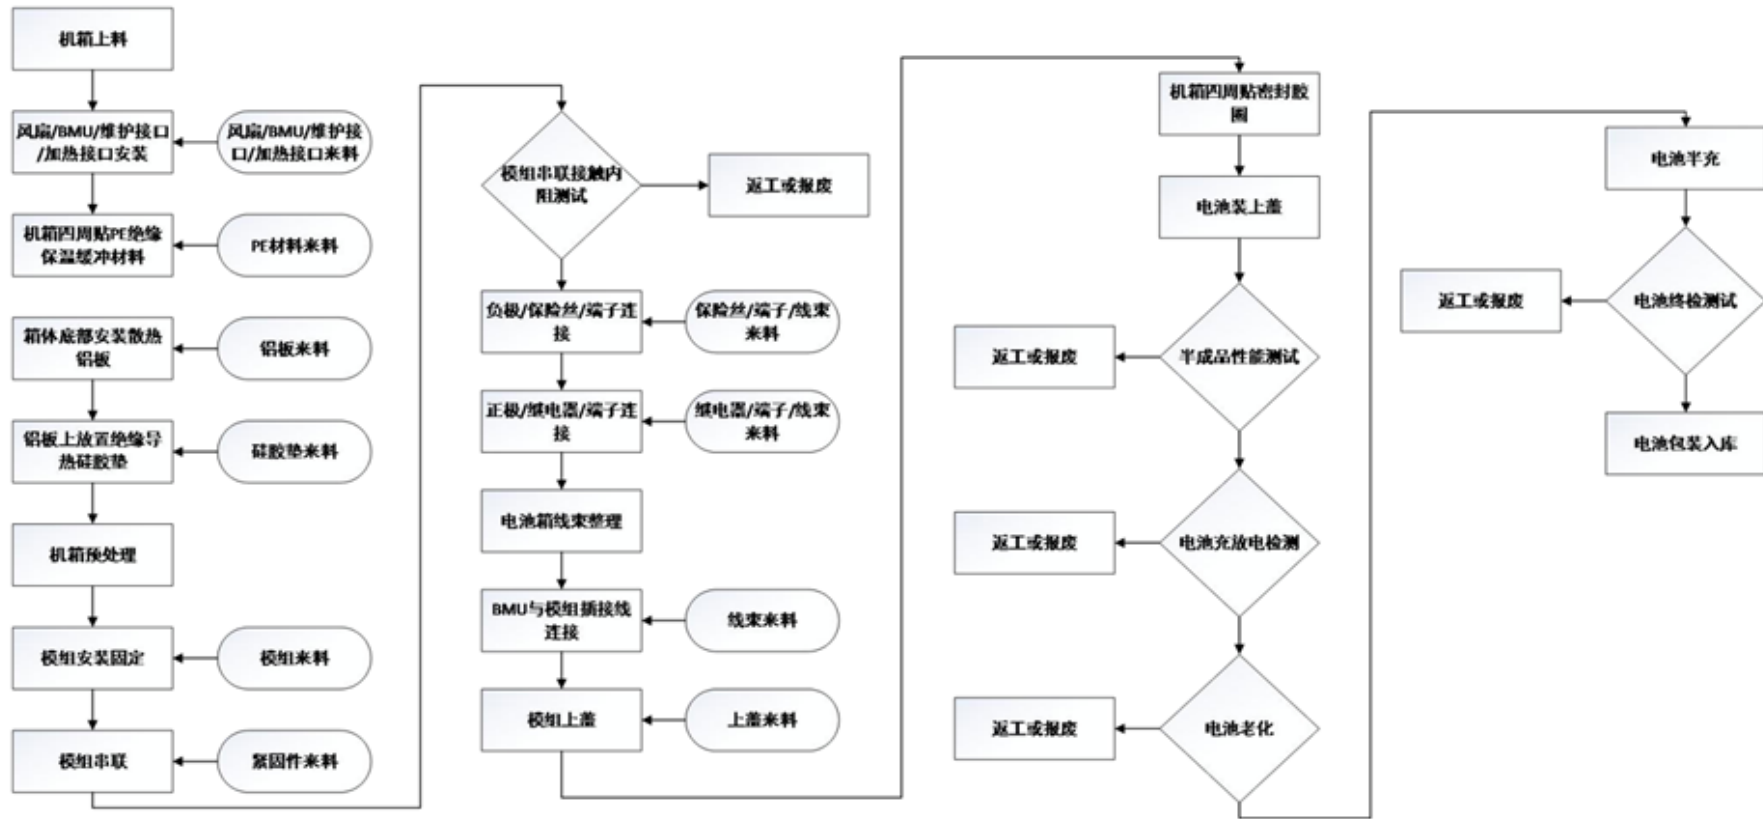 机箱上料
风扇/BMU/维护接口
/加热接口安装
风扇/BMU/维护接
口/加热接口来料
机箱四周贴PE绝缘
保温缓冲材料
PE材料来料
箱体底部安装散热
铝板
铝板来料
铝板上放置绝缘导
热硅胶垫
硅胶垫来料
机箱预处理
模组安装固定
模组来料
模组串联
紧固件来料
模组串联接触内
阻测试
返工或报废
负极/保险丝/端子连
接
保险丝/端子/线束
来料
正极/继电器/端子连
接
继电器/端子/线束
来料
电池箱线束整理
BMU与模组插接线
连接
线束来料
模组上盖
上盖来料
机箱四周贴密封胶
圈
电池装上盖
半成品性能测试
返工或报废
电池充放电检测
返工或报废
电池老化
返工或报废
电池半充
电池终检测试
返工或报废
电池包装入库